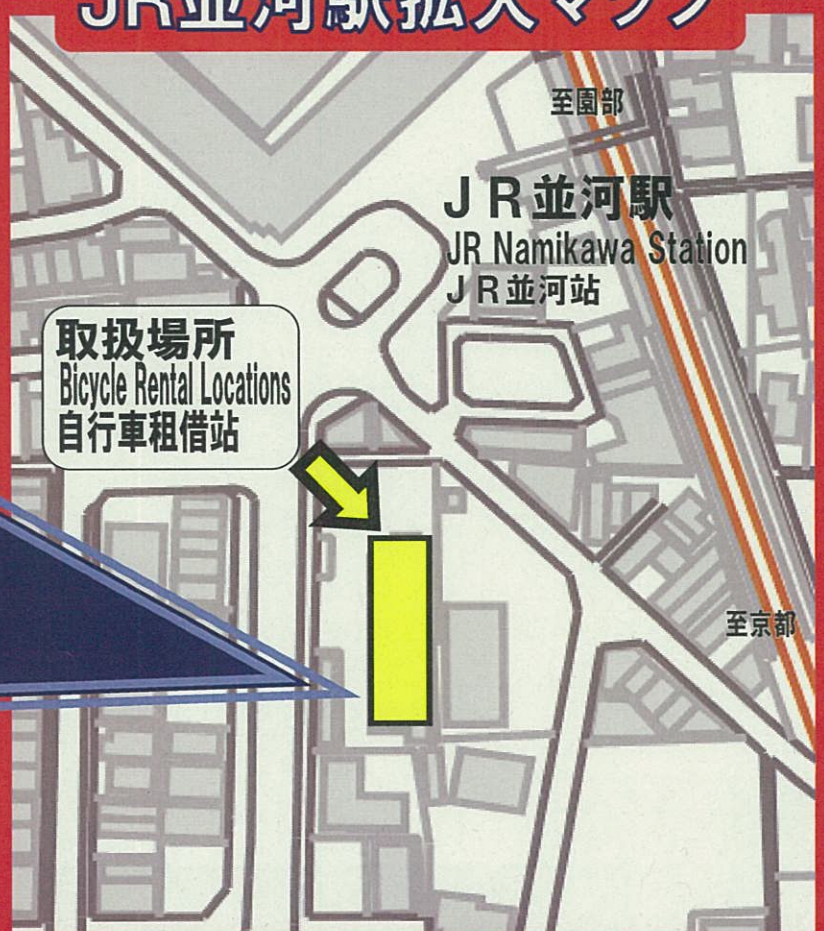 JR並河駅拡大マップ
至園部
JR並河駅
JR Namikawa Station
JR並河站
取扱場所
Bicycle Rental Locations
自行車租借站
至京都